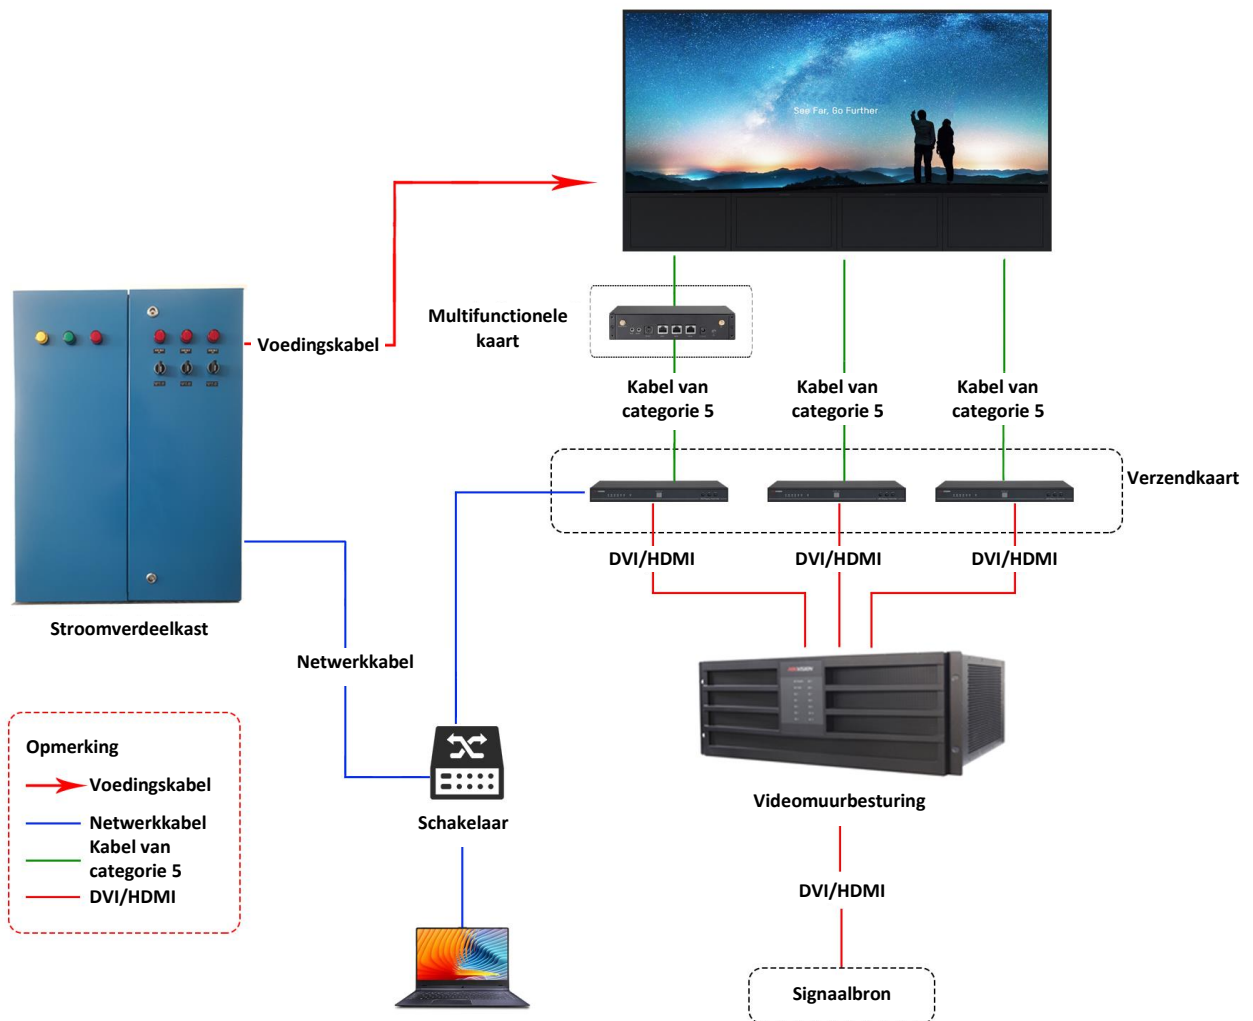 See Far, Go Further
Multifunctionele
kaart
Voedingskabel
Kabel van
categorie 5
Kabel van
categorie 5
Kabel van
categorie 5
Verzendkaart
DVI/HDMI
DVI/HDMI
DVI/HDMI
Stroomverdeelkast
Netwerkkabel
HIKVISION
Opmerking
Voedingskabel
Netwerkkabel
Kabel van
categorie 5
DVI/HDMI
Schakelaar
Videomuurbesturing
DVI/HDMI
Signaalbron